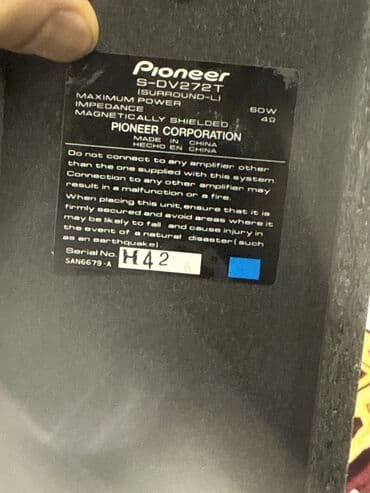 Pioneer
S-DV272T
(SURROUND-L)
MAXIMUM POWER 60W
IMPEDANCE 4Ω
MAGNETICALLY SHIELDED
PIONEER CORPORATION
MADE IN CHINA
HECHO EN CHINA
Do not connect to any amplifier other
than the one supplied with this system.
Connection to any other amplifier may
result in a malfunction or a fire.
When placing this unit, ensure that it is
firmly secured and avoid areas where it
may be likely to fall and cause injury in
the event of a natural disaster (such
as an earthquake).
Serial No. H42
SAN6679-A